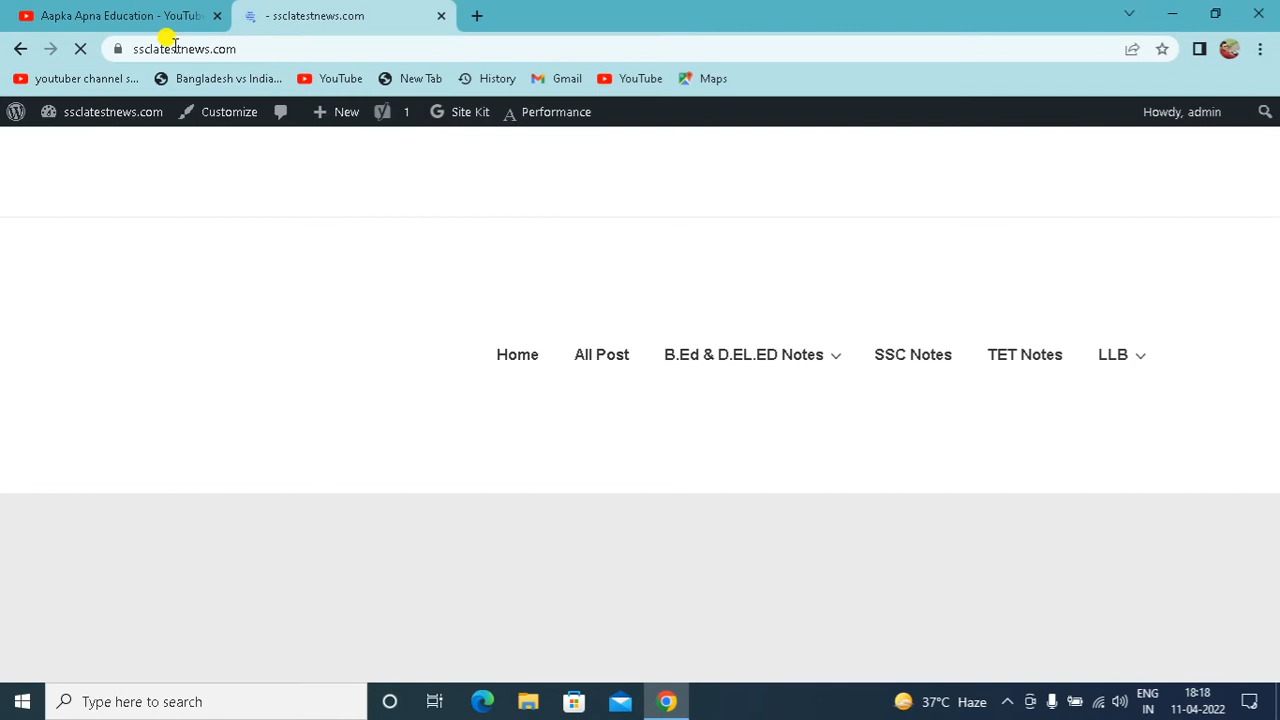 Aapka Apna Education - YouTub
- ssclatestnews.com
ssclatestnews.com
youtuber channel s...
Bangladesh vs India...
YouTube
New Tab
History
Gmail
YouTube
Maps
ssclatestnews.com
Customize
New
1
Site Kit
Performance
Howdy, admin
Home
All Post
B.Ed & D.EL.ED Notes
SSC Notes
TET Notes
LLB
Type here to search
37°C Haze
ENG
IN
18:18
11-04-2022